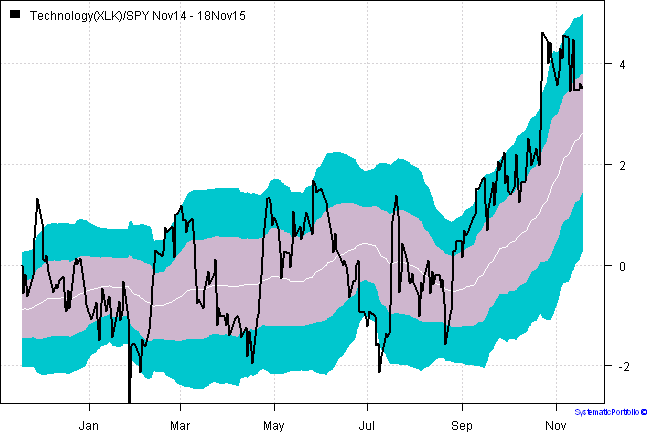 Technology(XLK)/SPY Nov14 - 18Nov15
4
2
0
-2
Jan Mar May Jul Sep Nov
SystematicPortfolio ©